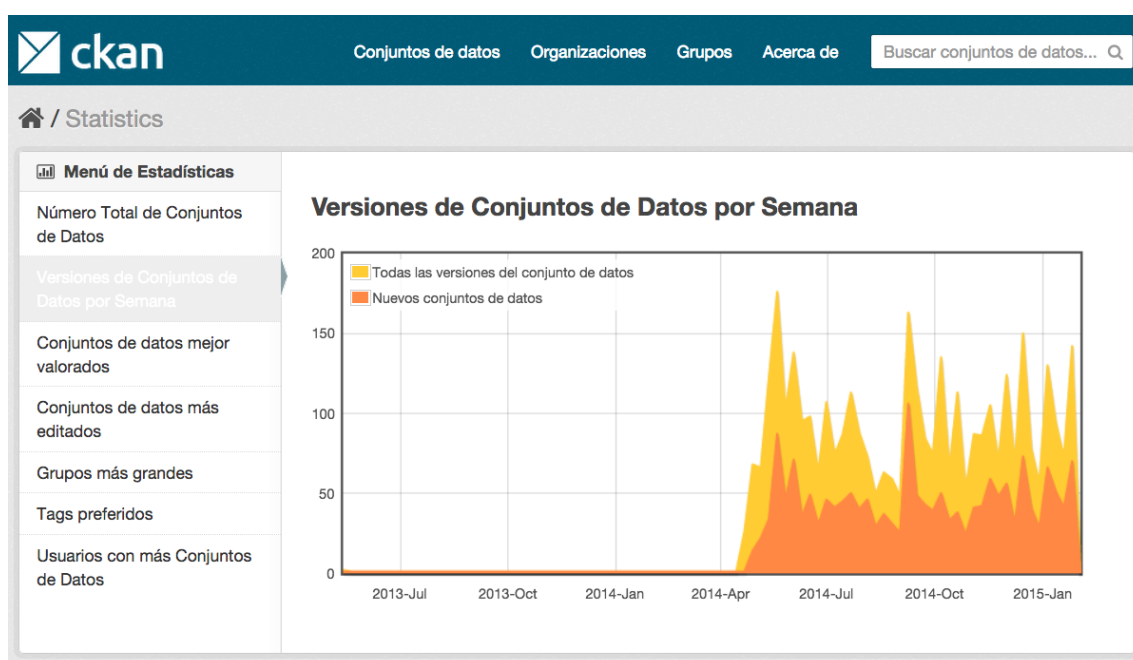 ckan
Conjuntos de datos Organizaciones Grupos Acerca de Buscar conjuntos de datos...
/ Statistics
Menú de Estadísticas
Número Total de Conjuntos
de Datos
Versiones de Conjuntos de
Datos por Semana
Conjuntos de datos mejor
valorados
Conjuntos de datos más
editados
Grupos más grandes
Tags preferidos
Usuarios con más Conjuntos
de Datos
Versiones de Conjuntos de Datos por Semana
200
Todas las versiones del conjunto de datos
Nuevos conjuntos de datos
150
100
50
0
2013-Jul 2013-Oct 2014-Jan 2014-Apr 2014-Jul 2014-Oct 2015-Jan